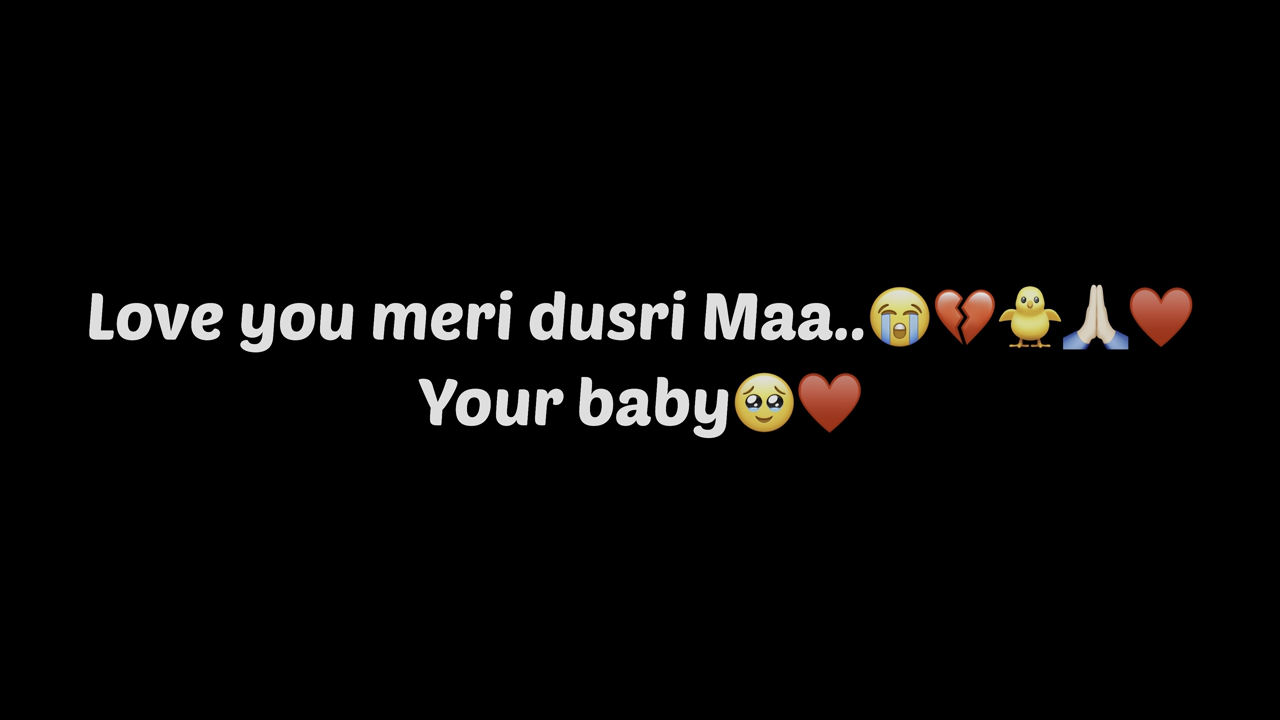 Love you meri dusri Maa..😭💔🐥🙏🏻♥️
Your baby🥹♥️